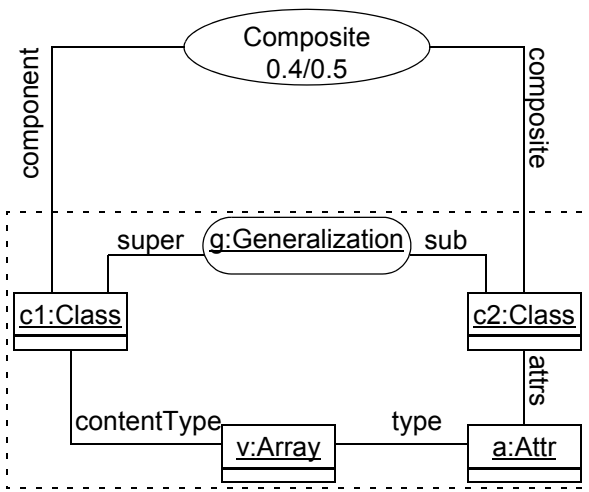 Composite
0.4/0.5
component
composite
super
g:Generalization
sub
c1:Class
c2:Class
attrs
contentType
type
v:Array
a:Attr